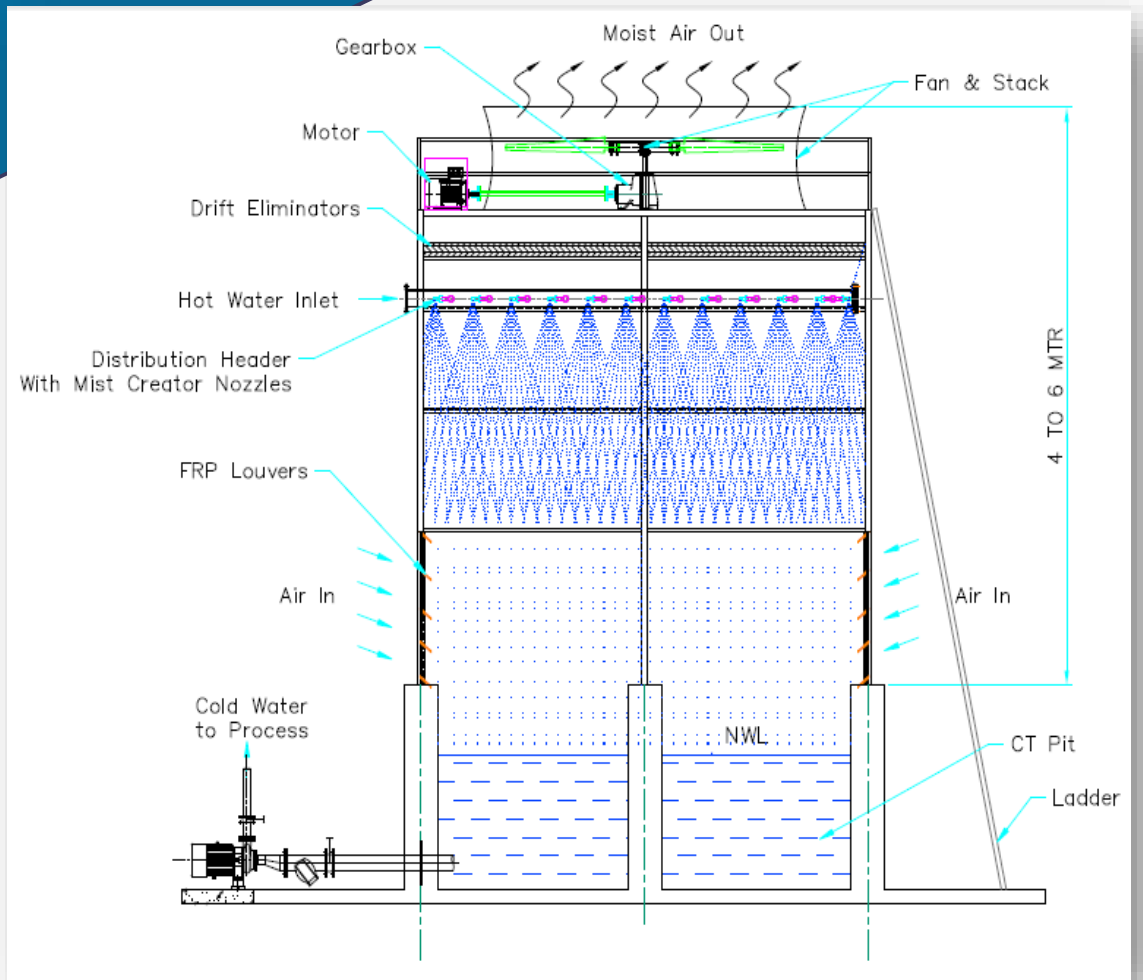 Moist Air Out
Gearbox
Fan & Stack
Motor
Drift Eliminators
Hot Water Inlet
Distribution Header
With Mist Creator Nozzles
4 TO 6 MTR
FRP Louvers
Air In
Air In
Cold Water
to Process
NWL
CT Pit
Ladder